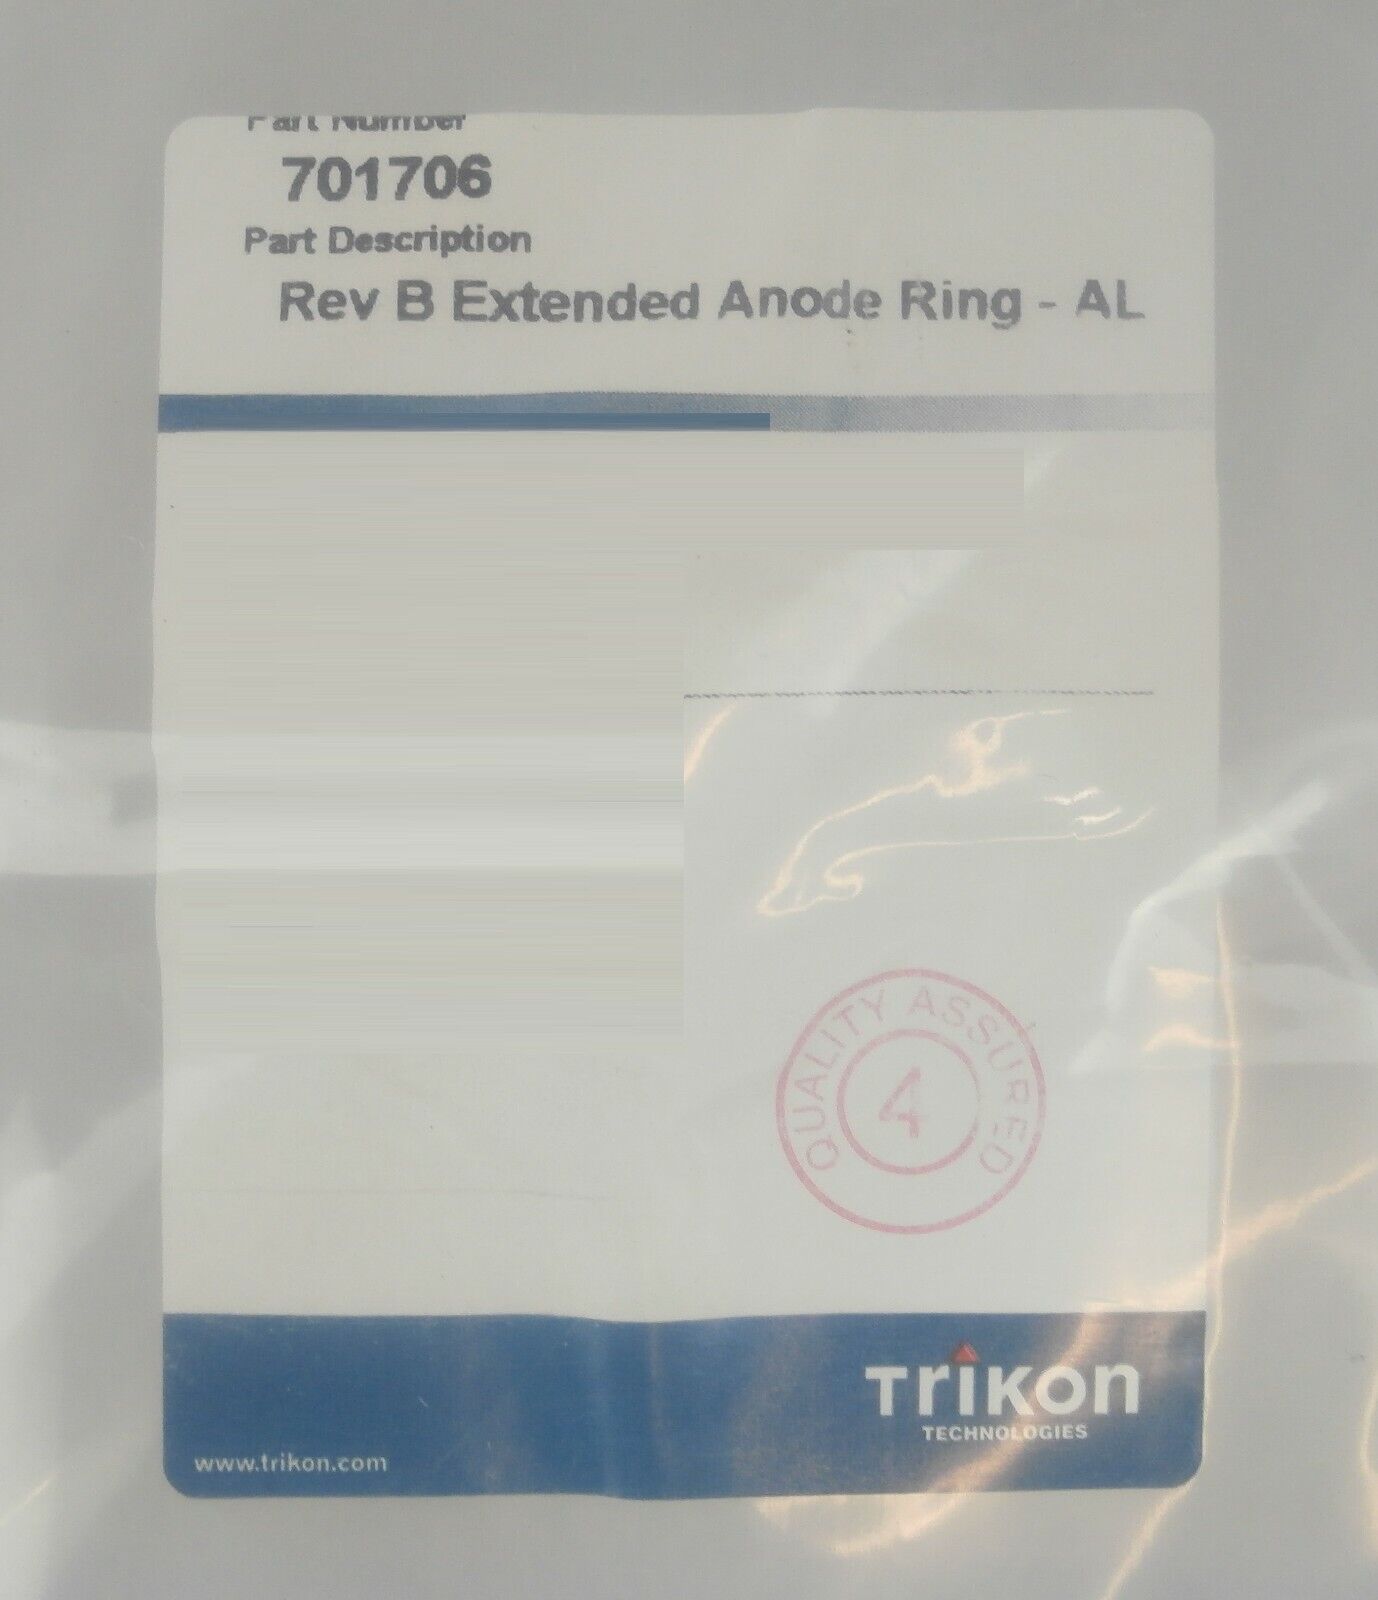 Part Number
701706
Part Description
Rev B Extended Anode Ring - AL
QUALITY ASSURED
4
Trikon
TECHNOLOGIES
www.trikon.com